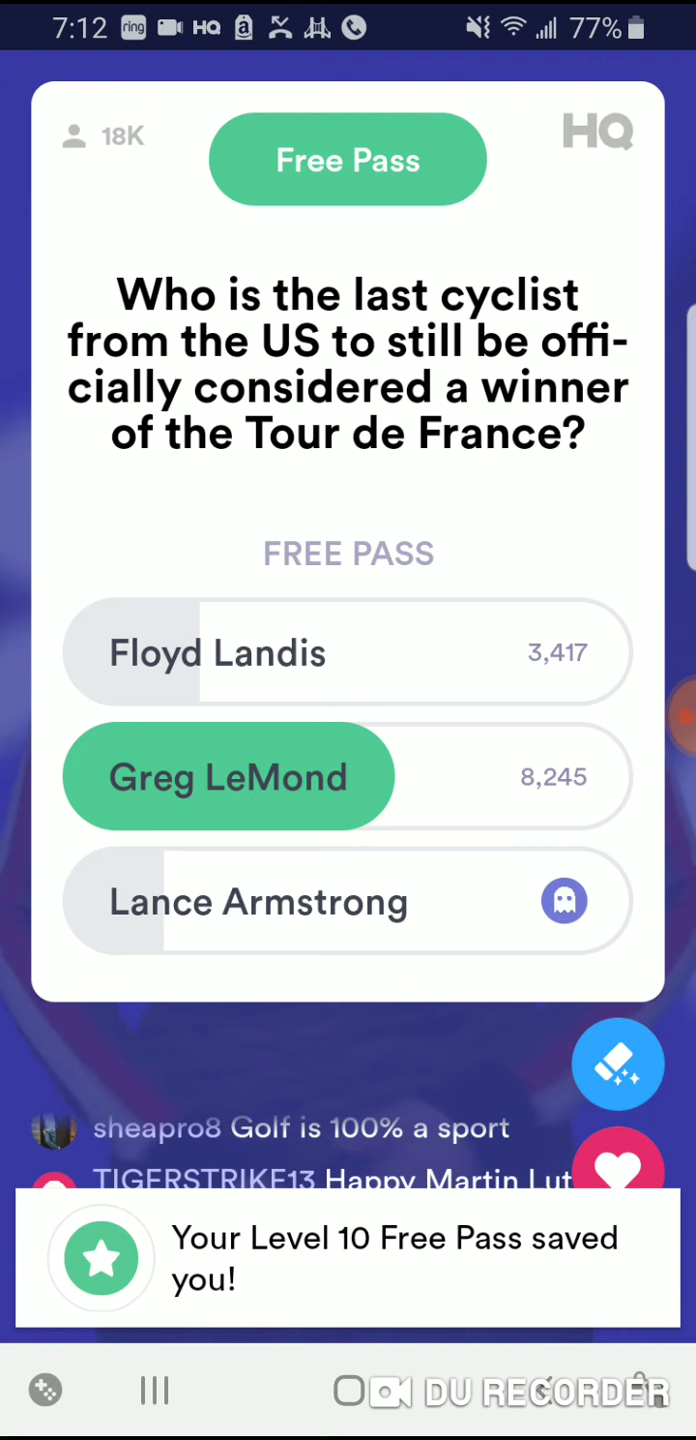 7:12 ring HQ a 77%
18K Free Pass HQ
Who is the last cyclist
from the US to still be offi-
cially considered a winner
of the Tour de France?
FREE PASS
Floyd Landis 3,417
Greg LeMond 8,245
Lance Armstrong
sheapro8 Golf is 100% a sport
TIGERSTRIKE13 Happy Martin Lut
Your Level 10 Free Pass saved
you!
DU RECORDER